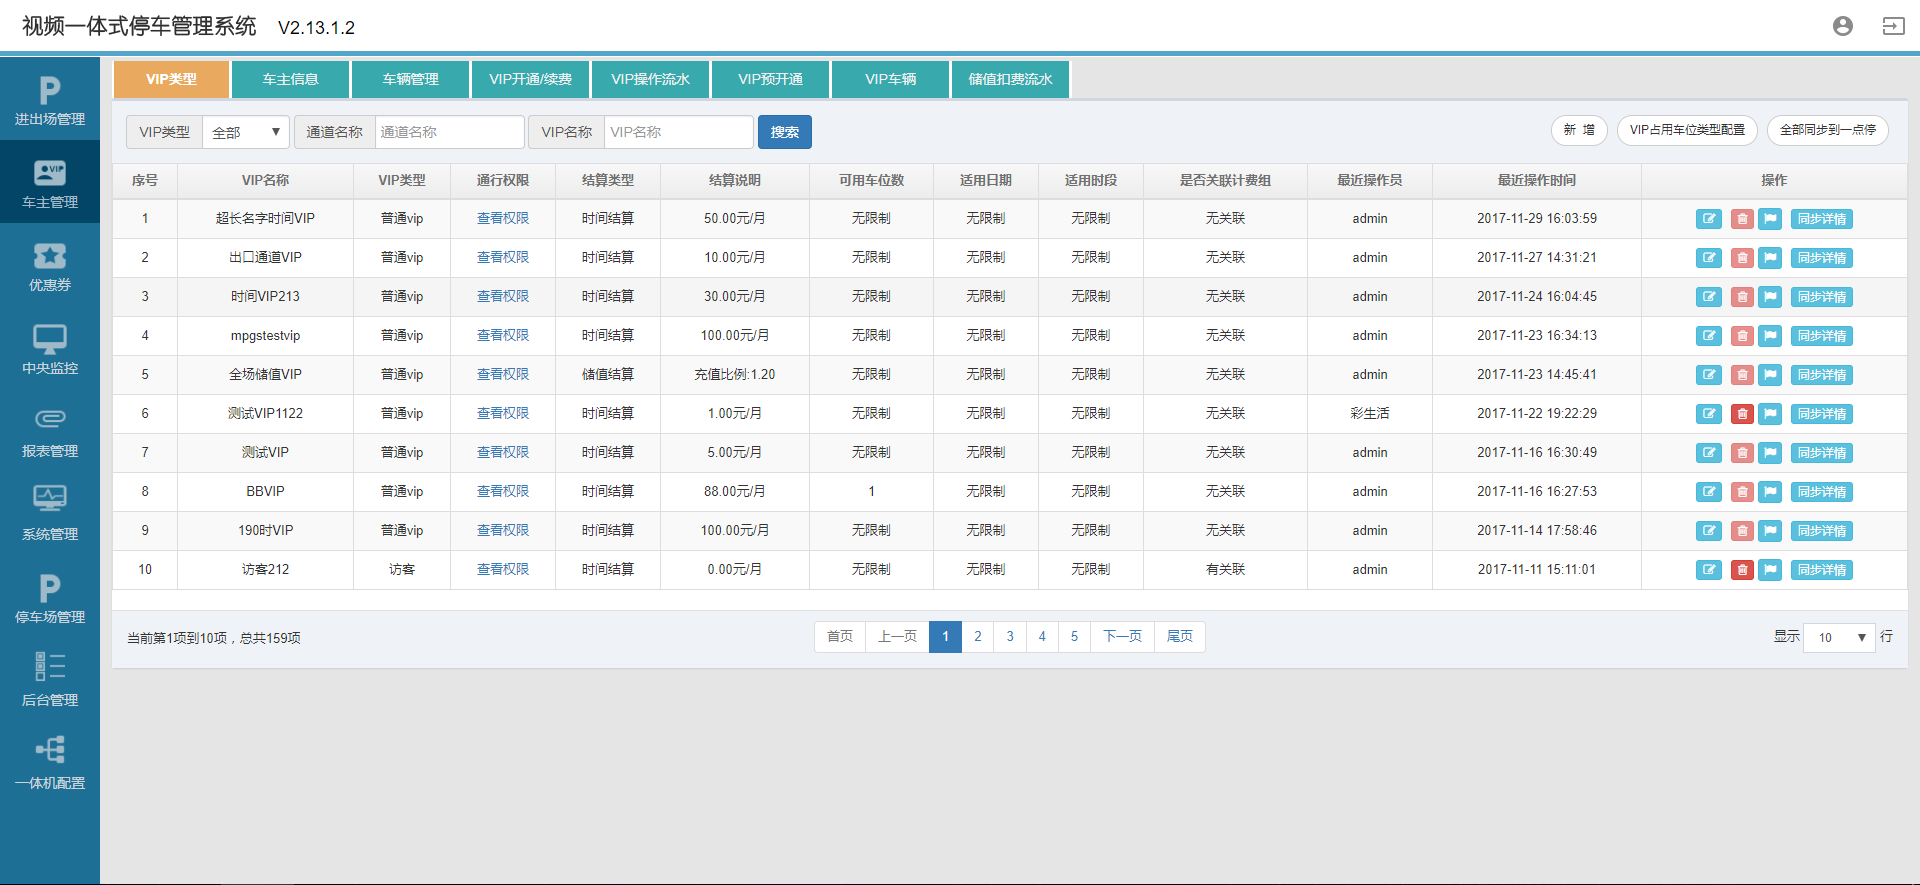 视频一体式停车管理系统 V2.13.1.2
进出场管理
车主管理
优惠券
中央监控
报表管理
系统管理
停车场管理
后台管理
一体机配置
VIP类型 车主信息 车辆管理 VIP开通/续费 VIP操作流水 VIP预开通 VIP车辆 储值扣费流水
VIP类型 全部 通道名称 通道名称 VIP名称 VIP名称 搜索 新 增 VIP占用车位类型配置 全部同步到一点停
序号 VIP名称 VIP类型 通行权限 结算类型 结算说明 可用车位数 适用日期 适用时段 是否关联计费组 最近操作员 最近操作时间 操作
1 超长名字时间VIP 普通vip 查看权限 时间结算 50.00元/月 无限制 无限制 无限制 无关联 admin 2017-11-29 16:03:59 同步详情
2 出口通道VIP 普通vip 查看权限 时间结算 10.00元/月 无限制 无限制 无限制 无关联 admin 2017-11-27 14:31:21 同步详情
3 时间VIP213 普通vip 查看权限 时间结算 30.00元/月 无限制 无限制 无限制 无关联 admin 2017-11-24 16:04:45 同步详情
4 mpgstestvip 普通vip 查看权限 时间结算 100.00元/月 无限制 无限制 无限制 无关联 admin 2017-11-23 16:34:13 同步详情
5 全场储值VIP 普通vip 查看权限 储值结算 充值比例:1.20 无限制 无限制 无限制 无关联 admin 2017-11-23 14:45:41 同步详情
6 测试VIP1122 普通vip 查看权限 时间结算 1.00元/月 无限制 无限制 无限制 无关联 彩生活 2017-11-22 19:22:29 同步详情
7 测试VIP 普通vip 查看权限 时间结算 5.00元/月 无限制 无限制 无限制 无关联 admin 2017-11-16 16:30:49 同步详情
8 BBVIP 普通vip 查看权限 时间结算 88.00元/月 1 无限制 无限制 无关联 admin 2017-11-16 16:27:53 同步详情
9 190时VIP 普通vip 查看权限 时间结算 100.00元/月 无限制 无限制 无限制 无关联 admin 2017-11-14 17:58:46 同步详情
10 访客212 访客 查看权限 时间结算 0.00元/月 无限制 无限制 无限制 有关联 admin 2017-11-11 15:11:01 同步详情
当前第1项到10项，总共159项 首页 上一页 1 2 3 4 5 下一页 尾页 显示 10 行